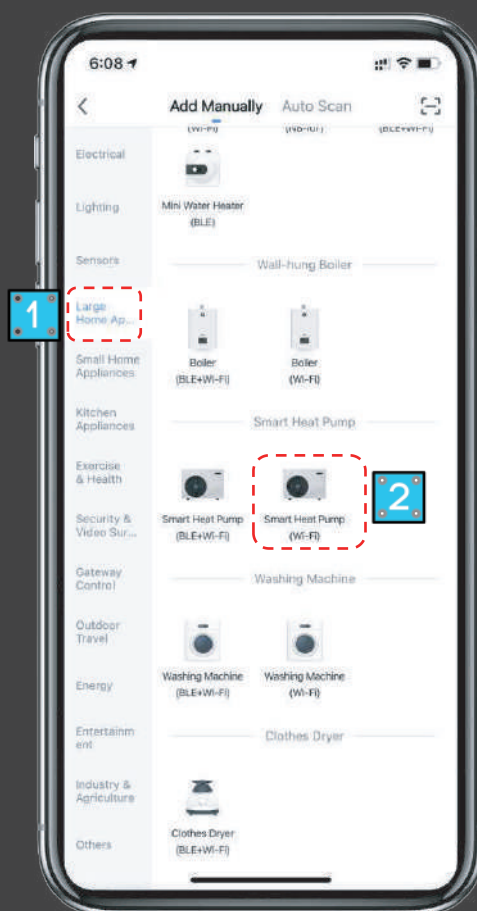 6:08
Add Manually Auto Scan
(Wi-Fi) (NB-IoT) (BLE+Wi-Fi)
Electrical
Lighting
Mini Water Heater
(BLE)
Sensors
Wall-hung Boiler
1
Large
Home Ap...
Boiler
(BLE+Wi-Fi)
Boiler
(Wi-Fi)
Small Home
Appliances
Kitchen
Appliances
Smart Heat Pump
Exercise
& Health
Smart Heat Pump
(BLE+Wi-Fi)
Smart Heat Pump
(Wi-Fi)
2
Security &
Video Sur...
Gateway
Control
Washing Machine
Outdoor
Travel
Washing Machine
(BLE+Wi-Fi)
Washing Machine
(Wi-Fi)
Energy
Entertainm
ent
Clothes Dryer
Industry &
Agriculture
Clothes Dryer
(BLE+Wi-Fi)
Others